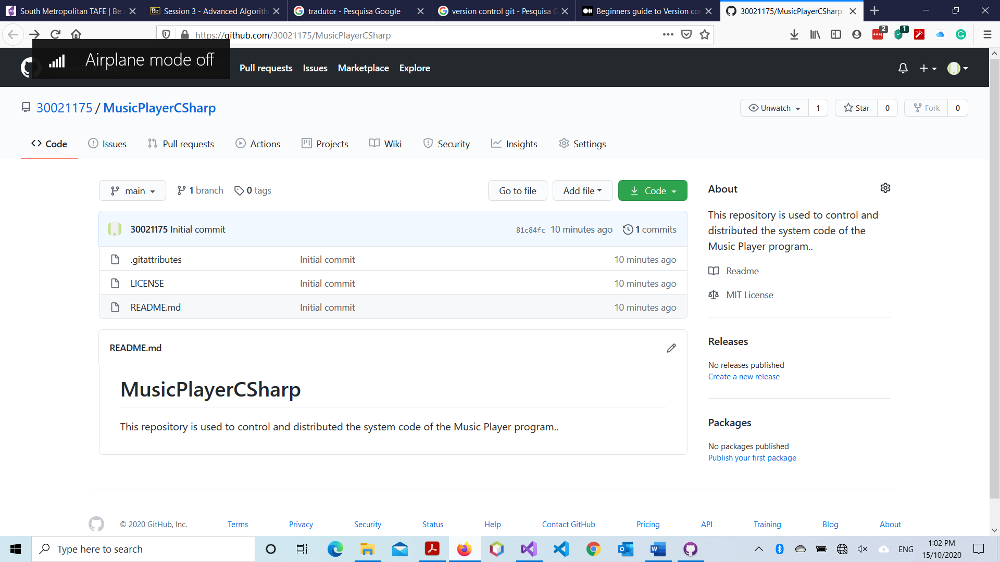 South Metropolitan TAFE | Be a
Session 3 - Advanced Algorith
tradutor - Pesquisa Google
version control git - Pesquisa G
Beginners guide to Version con
30021175/MusicPlayerCSharp:
https://github.com/30021175/MusicPlayerCSharp
2
1
Airplane mode off
Pull requests Issues Marketplace Explore
30021175 / MusicPlayerCSharp
Unwatch 1
Star 0
Fork 0
Code
Issues
Pull requests
Actions
Projects
Wiki
Security
Insights
Settings
main
1 branch
0 tags
Go to file
Add file
Code
30021175 Initial commit
81c84fc 10 minutes ago
1 commits
.gitattributes Initial commit 10 minutes ago
LICENSE Initial commit 10 minutes ago
README.md Initial commit 10 minutes ago
README.md
MusicPlayerCSharp
This repository is used to control and distributed the system code of the Music Player program..
About
This repository is used to control and
distributed the system code of the
Music Player program..
Readme
MIT License
Releases
No releases published
Create a new release
Packages
No packages published
Publish your first package
© 2020 GitHub, Inc.
Terms
Privacy
Security
Status
Help
Contact GitHub
Pricing
API
Training
Blog
About
Type here to search
ENG
1:02 PM
15/10/2020